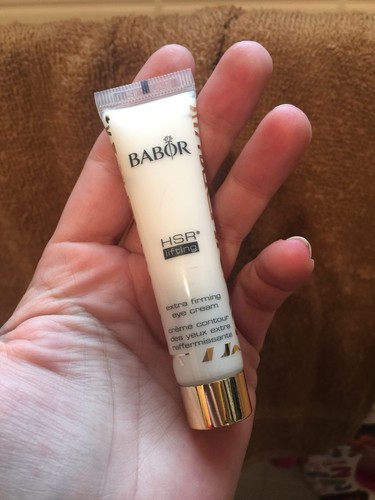 BABOR
HSR®
lifting
extra firming
eye cream
crème contour
des yeux extra
raffermissante